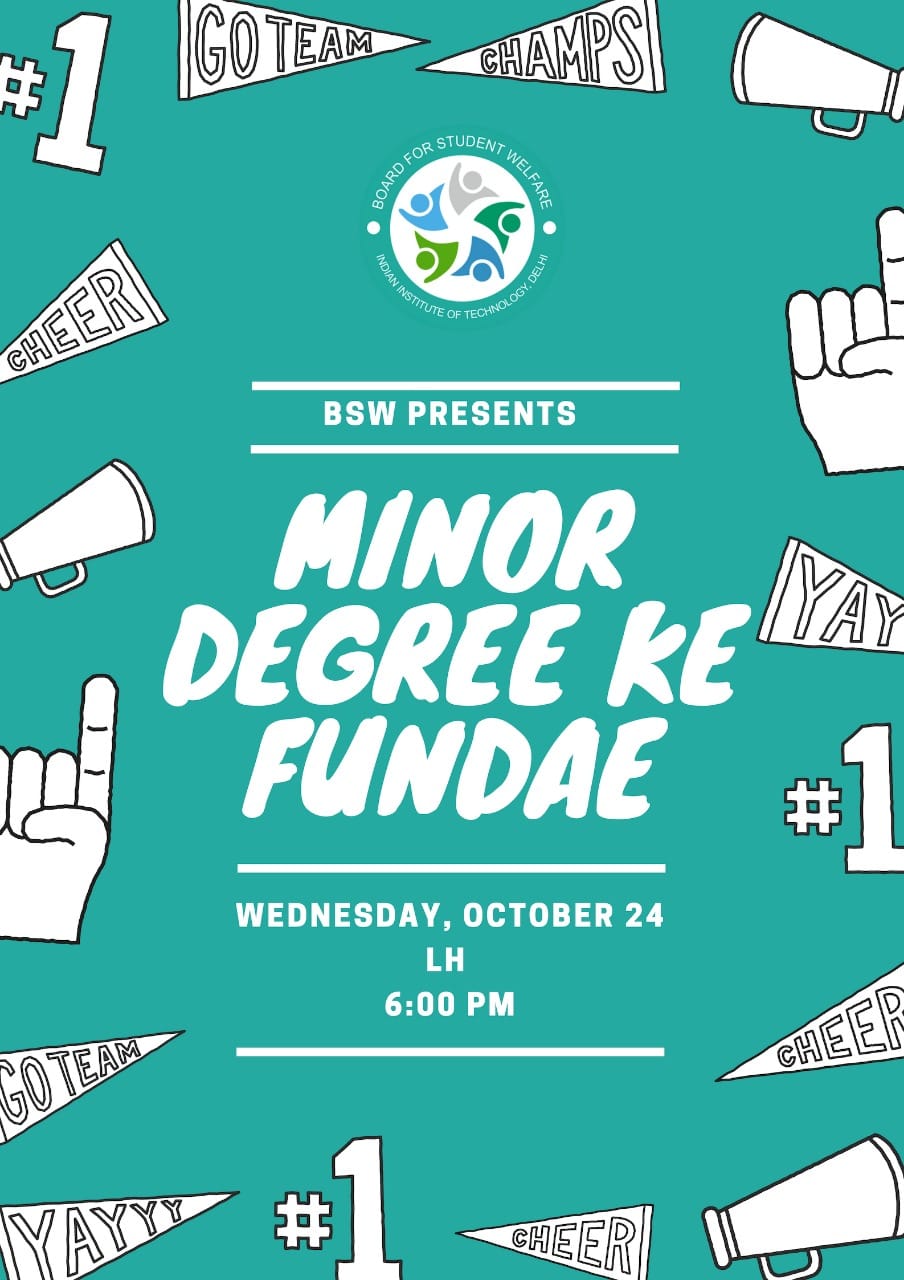 #1
GO TEAM
CHAMPS
BOARD FOR STUDENT WELFARE
INDIAN INSTITUTE OF TECHNOLOGY, DELHI
CHEER
BSW PRESENTS
MINOR
DEGREE KE
FUNDAE
YAY
#1
WEDNESDAY, OCTOBER 24
LH
6:00 PM
CHEER
GO TEAM
YAYYYY
#1
CHEER